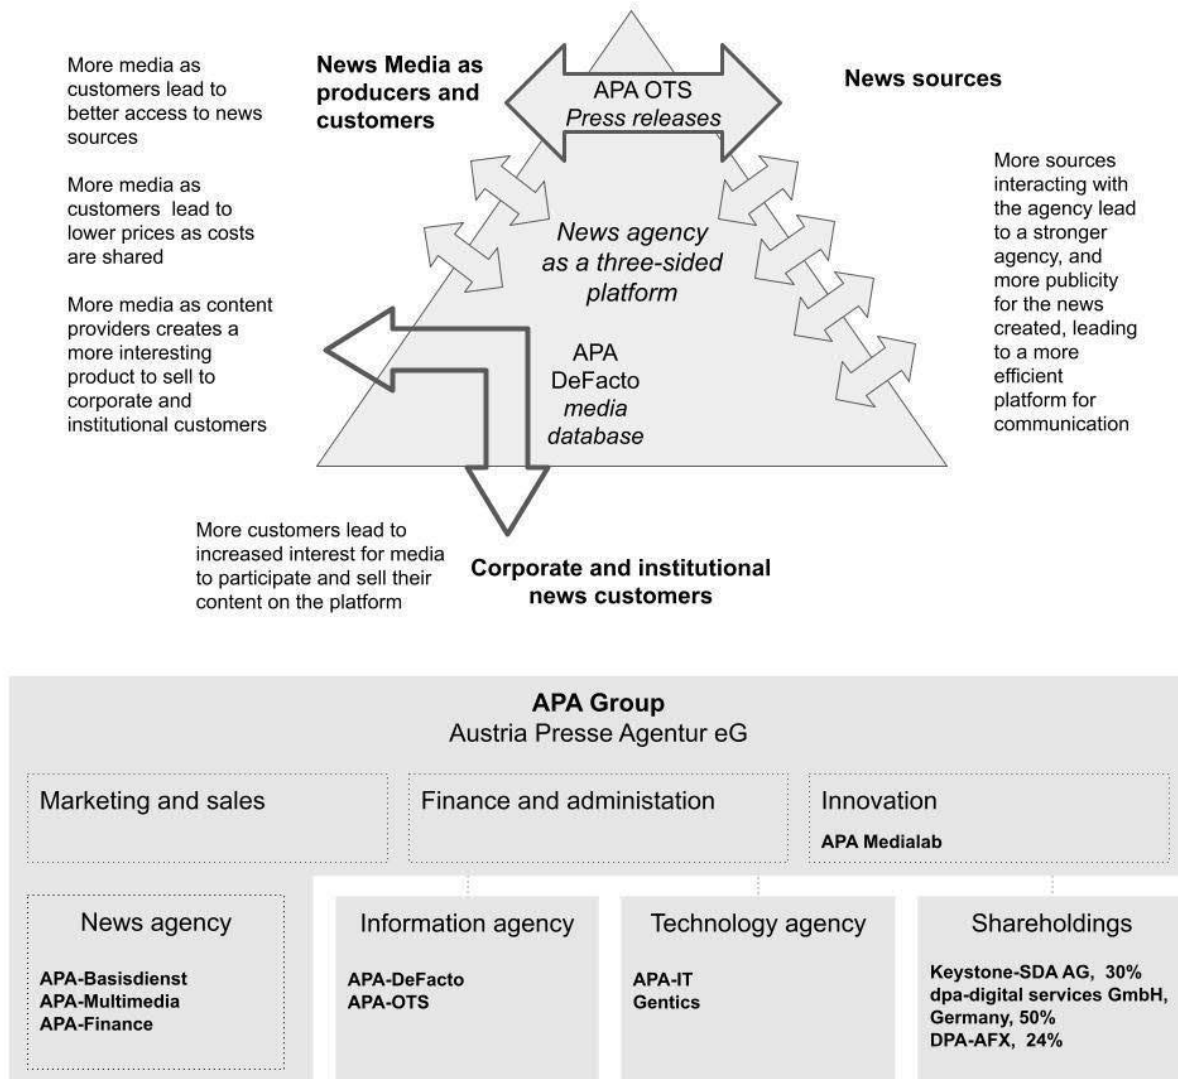 More media as
customers lead to
better access to news
sources
More media as
customers lead to
lower prices as costs
are shared
More media as content
providers creates a
more interesting
product to sell to
corporate and
institutional customers
News Media as
producers and
customers
APA OTS
Press releases
News sources
More sources
interacting with
the agency lead
to a stronger
agency, and
more publicity
for the news
created, leading
to a more
efficient
platform for
communication
News agency
as a three-sided
platform
APA
DeFacto
media
database
More customers lead to
increased interest for media
to participate and sell their
content on the platform
Corporate and institutional
news customers
APA Group
Austria Presse Agentur eG
Marketing and sales
Finance and administation
Innovation
APA Medialab
News agency
APA-Basisdienst
APA-Multimedia
APA-Finance
Information agency
APA-DeFacto
APA-OTS
Technology agency
APA-IT
Gentics
Shareholdings
Keystone-SDA AG, 30%
dpa-digital services GmbH,
Germany, 50%
DPA-AFX, 24%